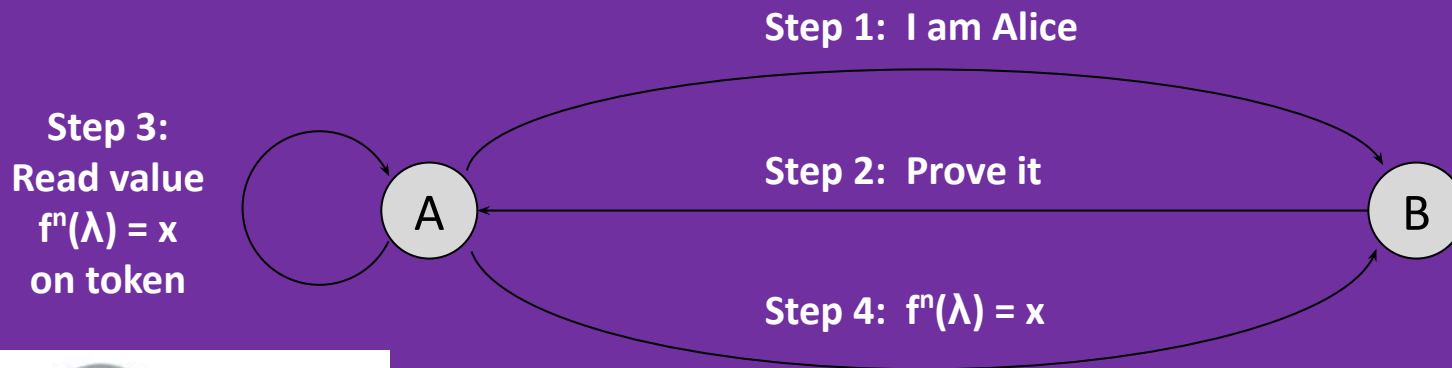 Step 1:  I am Alice
Step 3:
Read value
fⁿ(λ) = x
on token
A
Step 2:  Prove it
B
Step 4:  fⁿ(λ) = x